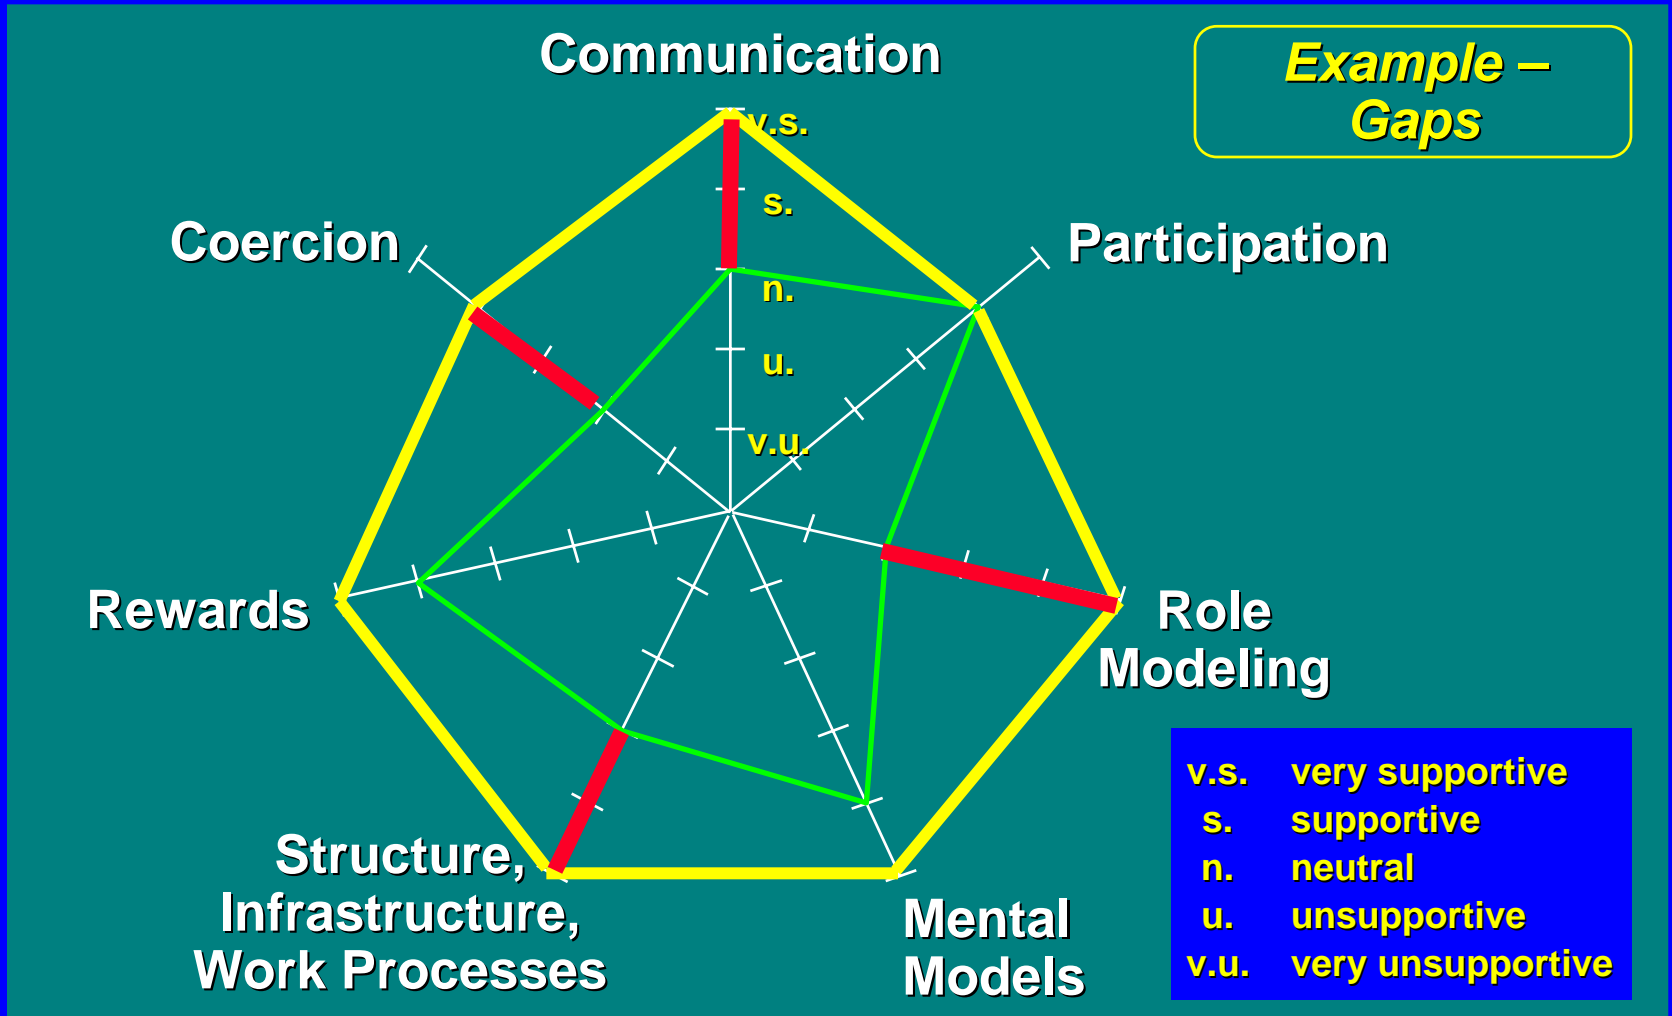 Communication
Example –
Gaps
v.s.
s.
n.
u.
v.u.
Coercion
Participation
Rewards
Role
Modeling
Structure,
Infrastructure,
Work Processes
Mental
Models
v.s. very supportive
s. supportive
n. neutral
u. unsupportive
v.u. very unsupportive